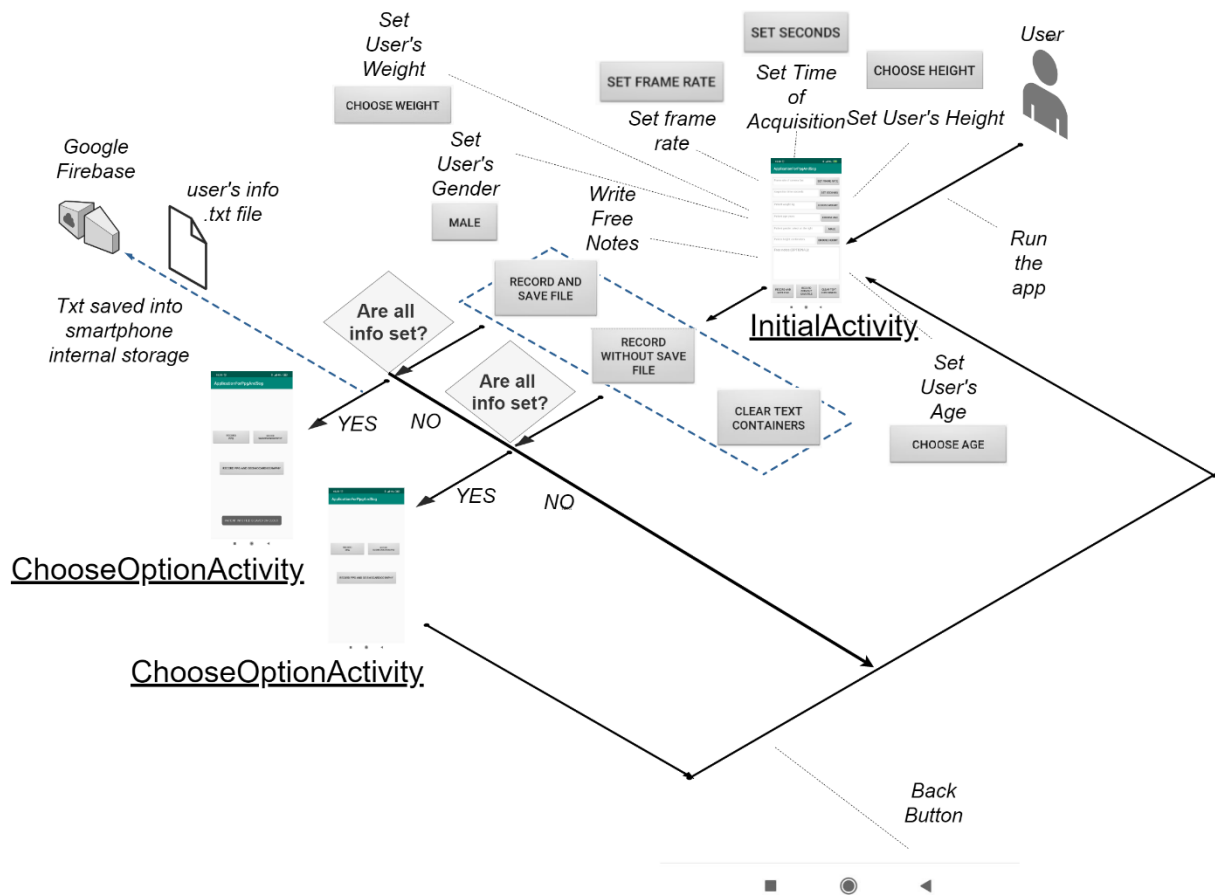 Set
User's
Weight
CHOOSE WEIGHT
SET SECONDS
SET FRAME RATE
Set frame
rate
Set Time
of
Acquisition
CHOOSE HEIGHT
Set User's Height
User
Google
Firebase
user's info
.txt file
Set
User's
Gender
MALE
Write
Free
Notes
Run
the
app
InitialActivity
RECORD AND
SAVE FILE
RECORD
WITHOUT SAVE
FILE
CLEAR TEXT
CONTAINERS
Set
User's
Age
CHOOSE AGE
Txt saved into
smartphone
internal storage
Are all
info set?
Are all
info set?
YES
NO
YES
NO
ChooseOptionActivity
ChooseOptionActivity
Back
Button